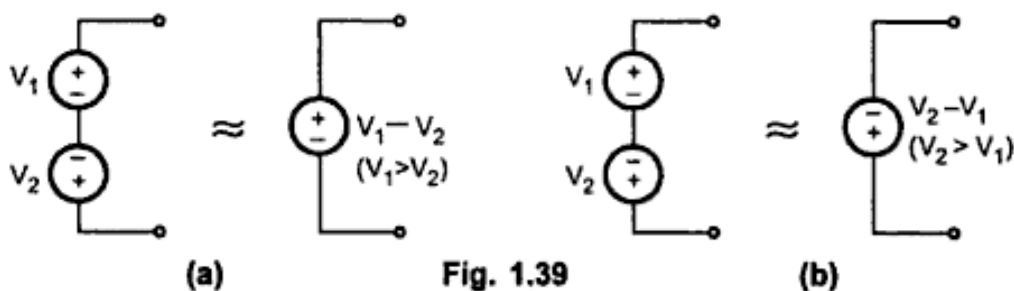 V₁ + − V₂ − + ≈ + − V₁ − V₂
(V₁>V₂)
V₁ + − V₂ − + ≈ − + V₂ − V₁
(V₂ > V₁)
(a) Fig. 1.39 (b)